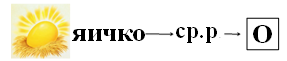 яичко → ср.р → О